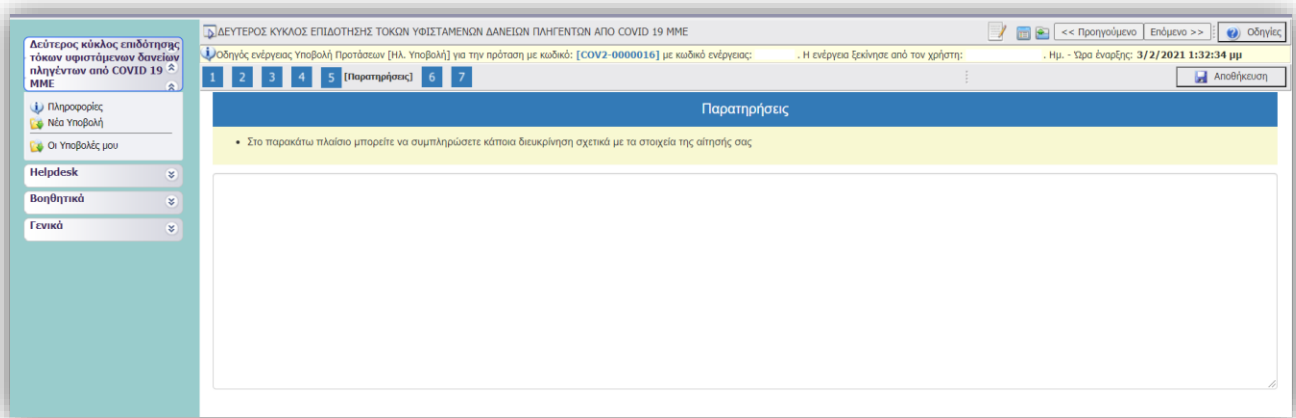 Δεύτερος κύκλος επιδότησης
τόκων υφιστάμενων δανείων
πληγέντων από COVID 19
ΜΜΕ
Πληροφορίες
Νέα Υποβολή
Οι Υποβολές μου
Helpdesk
Βοηθητικά
Γενικά
ΔΕΥΤΕΡΟΣ ΚΥΚΛΟΣ ΕΠΙΔΟΤΗΣΗΣ ΤΟΚΩΝ ΥΦΙΣΤΑΜΕΝΩΝ ΔΑΝΕΙΩΝ ΠΛΗΓΕΝΤΩΝ ΑΠΟ COVID 19 ΜΜΕ << Προηγούμενο Επόμενο >> Οδηγίες
Οδηγός ενέργειας Υποβολή Προτάσεων [Ηλ. Υποβολή] για την πρόταση με κωδικό: [COV2-0000016] με κωδικό ενέργειας: . Η ενέργεια ξεκίνησε από τον χρήστη: . Ημ. - Ώρα έναρξης: 3/2/2021 1:32:34 μμ
1 2 3 4 5 [Παρατηρήσεις] 6 7 Αποθήκευση
Παρατηρήσεις
• Στο παρακάτω πλαίσιο μπορείτε να συμπληρώσετε κάποια διευκρίνηση σχετικά με τα στοιχεία της αίτησής σας